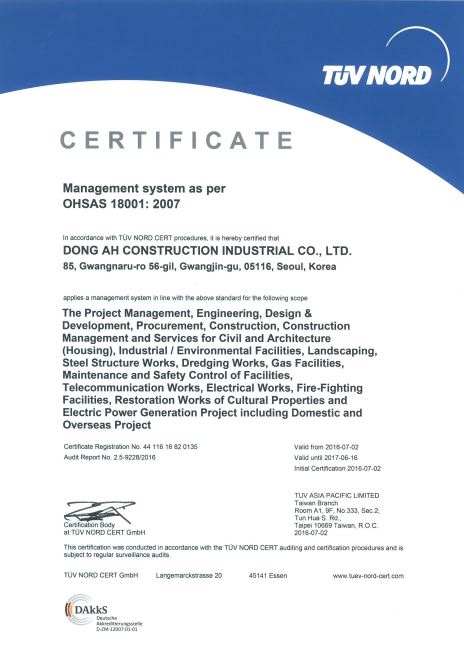 TÜV NORD
CERTIFICATE
Management system as per
OHSAS 18001: 2007
In accordance with TÜV NORD CERT procedures, it is hereby certified that
DONG AH CONSTRUCTION INDUSTRIAL CO., LTD.
85, Gwangnaru-ro 56-gil, Gwangjin-gu, 05116, Seoul, Korea
applies a management system in line with the above standard for the following scope
The Project Management, Engineering, Design &
Development, Procurement, Construction, Construction
Management and Services for Civil and Architecture
(Housing), Industrial / Environmental Facilities, Landscaping,
Steel Structure Works, Dredging Works, Gas Facilities,
Maintenance and Safety Control of Facilities,
Telecommunication Works, Electrical Works, Fire-Fighting
Facilities, Restoration Works of Cultural Properties and
Electric Power Generation Project including Domestic and
Overseas Project
Certificate Registration No. 44 116 16 82 0135
Audit Report No. 2.5-9228/2016
Valid from 2016-07-02
Valid until 2017-06-16
Initial Certification 2016-07-02
Certification Body
at TÜV NORD CERT GmbH
TUV ASIA PACIFIC LIMITED
Taiwan Branch
Room A1, 9F, No.333, Sec.2,
Tun Hua S. Rd.,
Taipei 10669 Taiwan, R.O.C.
2016-07-02
This certification was conducted in accordance with the TÜV NORD CERT auditing and certification procedures and is
subject to regular surveillance audits.
TÜV NORD CERT GmbH Langemarckstrasse 20 45141 Essen www.tuev-nord-cert.com
DAkkS
Deutsche
Akkreditierungsstelle
D-ZM-12007-01-01